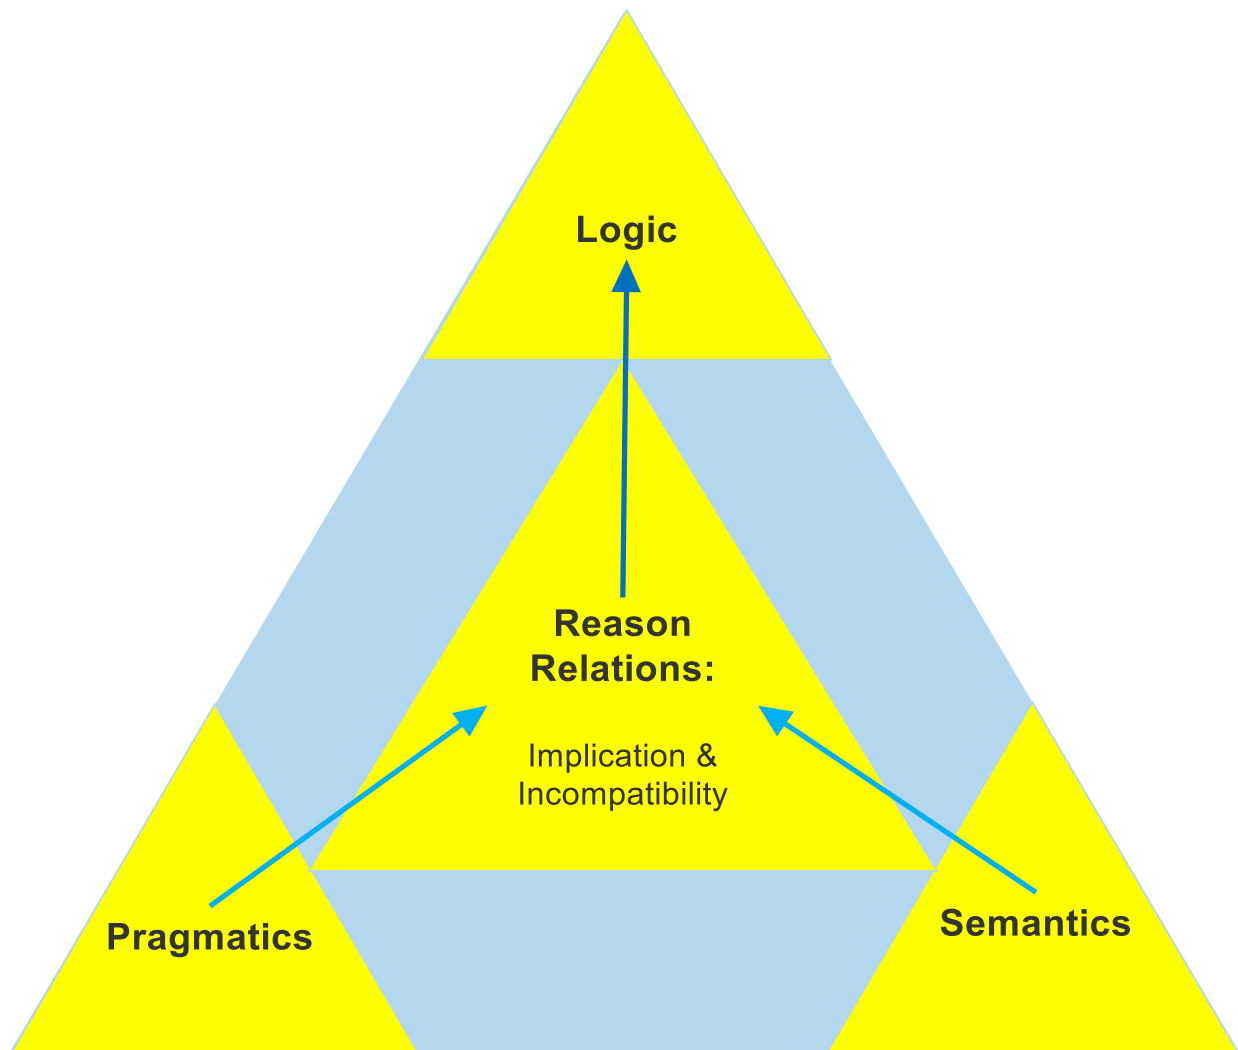 Logic
Reason
Relations:
Implication &
Incompatibility
Pragmatics
Semantics